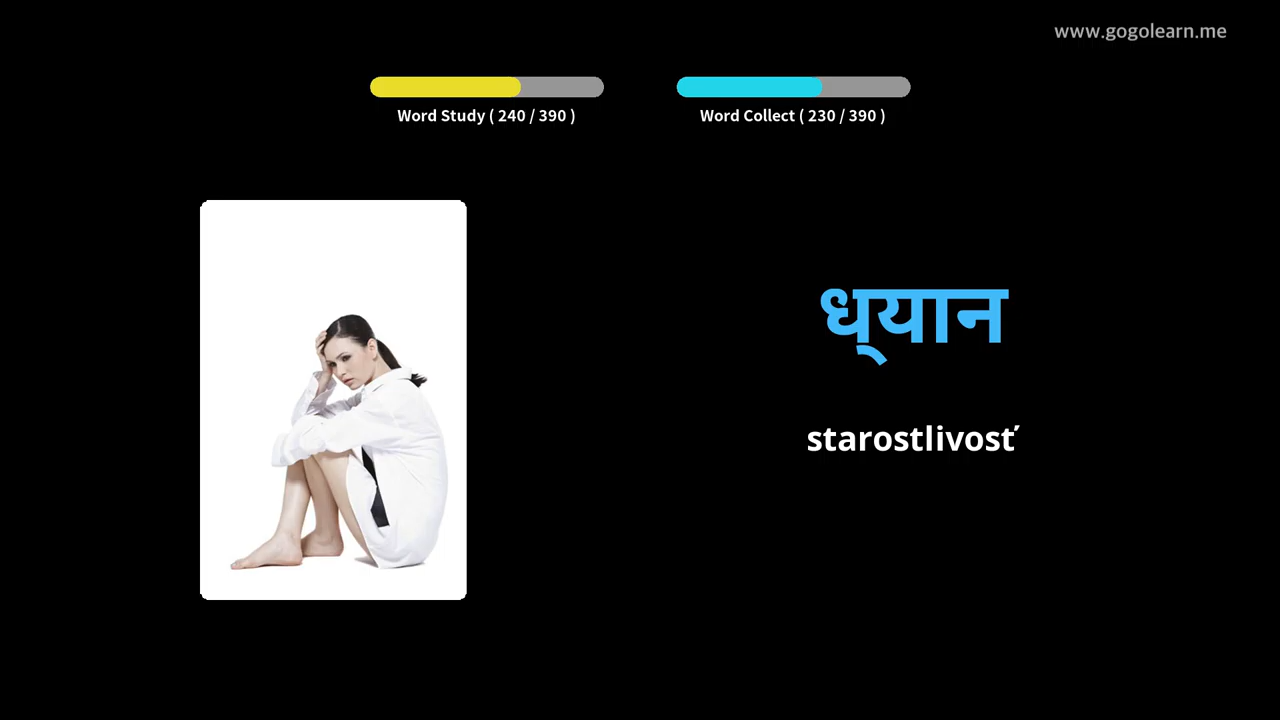 www.gogolearn.me
Word Study ( 240 / 390 )
Word Collect ( 230 / 390 )
ध्यान
starostlivosť